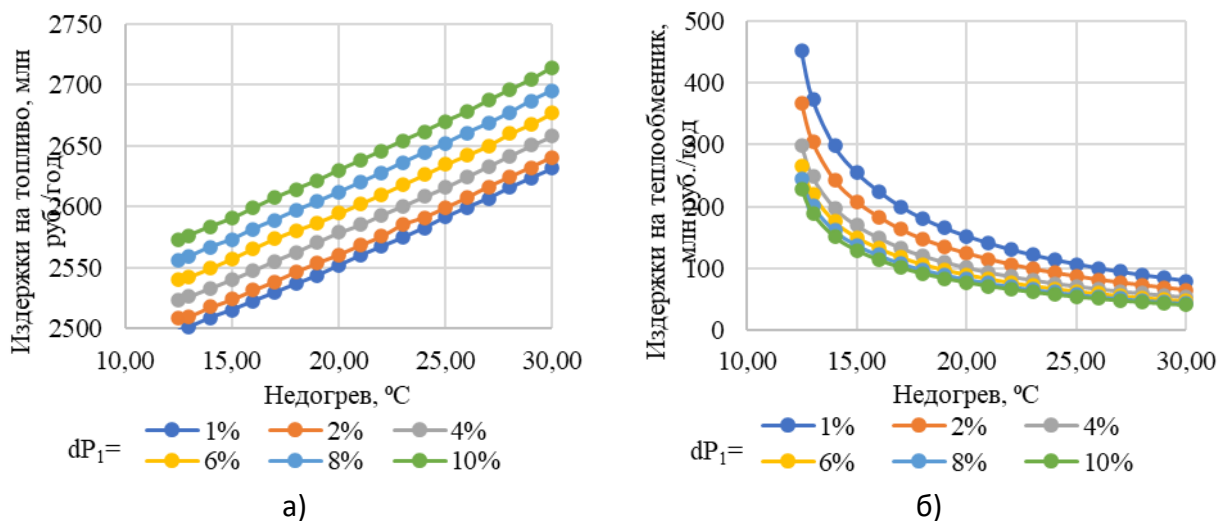 Издержки на топливо, млн
руб./год
2750
2700
2650
2600
2550
2500
10,00 15,00 20,00 25,00 30,00
Недогрев, ºС
dP₁=
1% 2% 4%
6% 8% 10%
а)
Издержки на теплообменник,
млн руб./год
500
400
300
200
100
0
10,00 15,00 20,00 25,00 30,00
Недогрев, ºС
dP₁=
1% 2% 4%
6% 8% 10%
б)